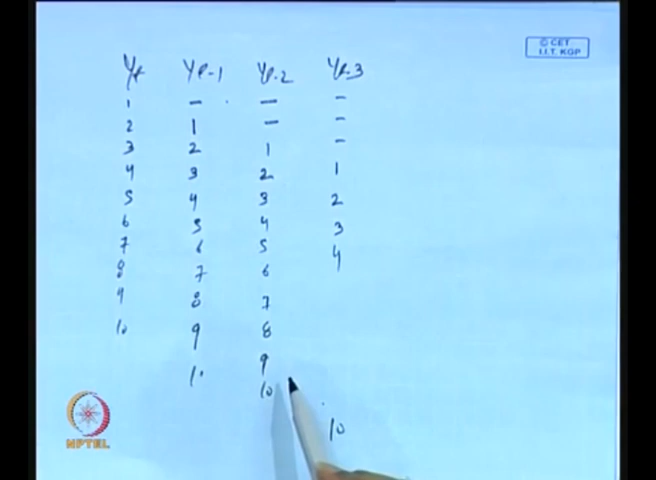 Yt Yt-1 Yt-2 Yt-3
1 - - -
2 1 - -
3 2 1 -
4 3 2 1
5 4 3 2
6 5 4 3
7 6 5 4
8 7 6
9 8 7
10 9 8
10 9
10
10
© CET
I.I.T. KGP
NPTEL